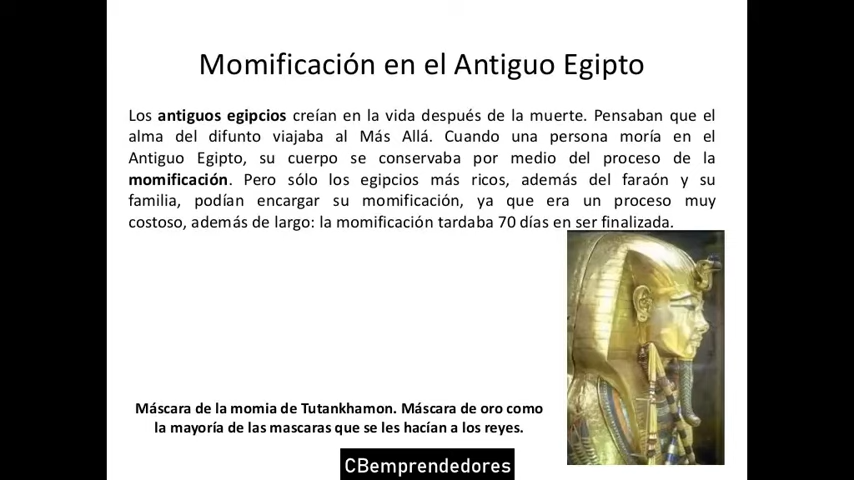 Momificación en el Antiguo Egipto
Los antiguos egipcios creían en la vida después de la muerte. Pensaban que el
alma del difunto viajaba al Más Allá. Cuando una persona moría en el
Antiguo Egipto, su cuerpo se conservaba por medio del proceso de la
momificación. Pero sólo los egipcios más ricos, además del faraón y su
familia, podían encargar su momificación, ya que era un proceso muy
costoso, además de largo: la momificación tardaba 70 días en ser finalizada.
Máscara de la momia de Tutankhamon. Máscara de oro como
la mayoría de las mascaras que se les hacían a los reyes.
CBemprendedores